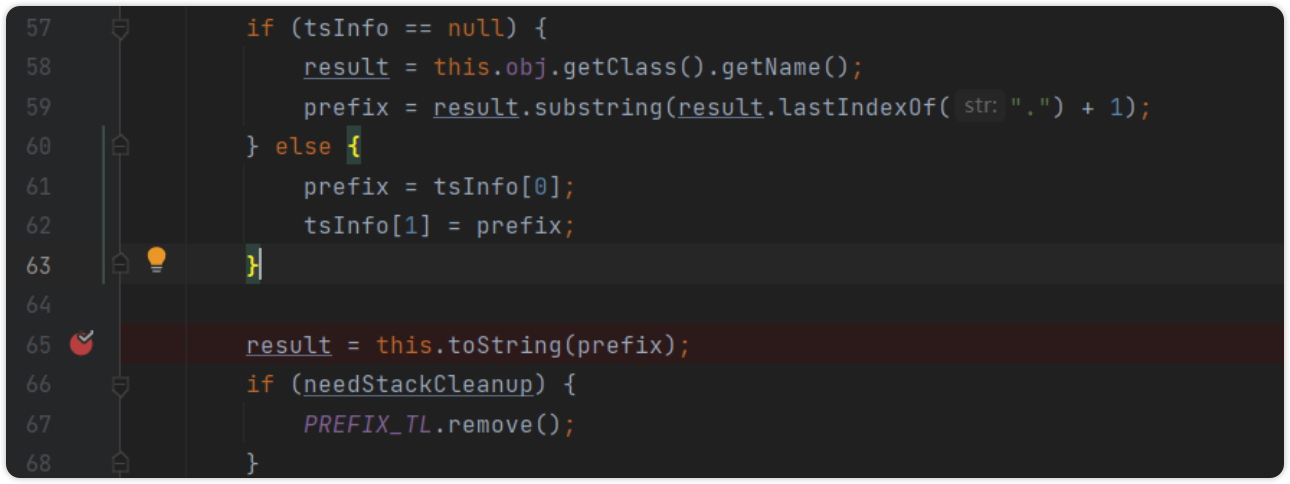 57 if (tsInfo == null) {
58 result = this.obj.getClass().getName();
59 prefix = result.substring(result.lastIndexOf( str: ".") + 1);
60 } else {
61 prefix = tsInfo[0];
62 tsInfo[1] = prefix;
63 }
64
65 result = this.toString(prefix);
66 if (needStackCleanup) {
67 PREFIX_TL.remove();
68 }